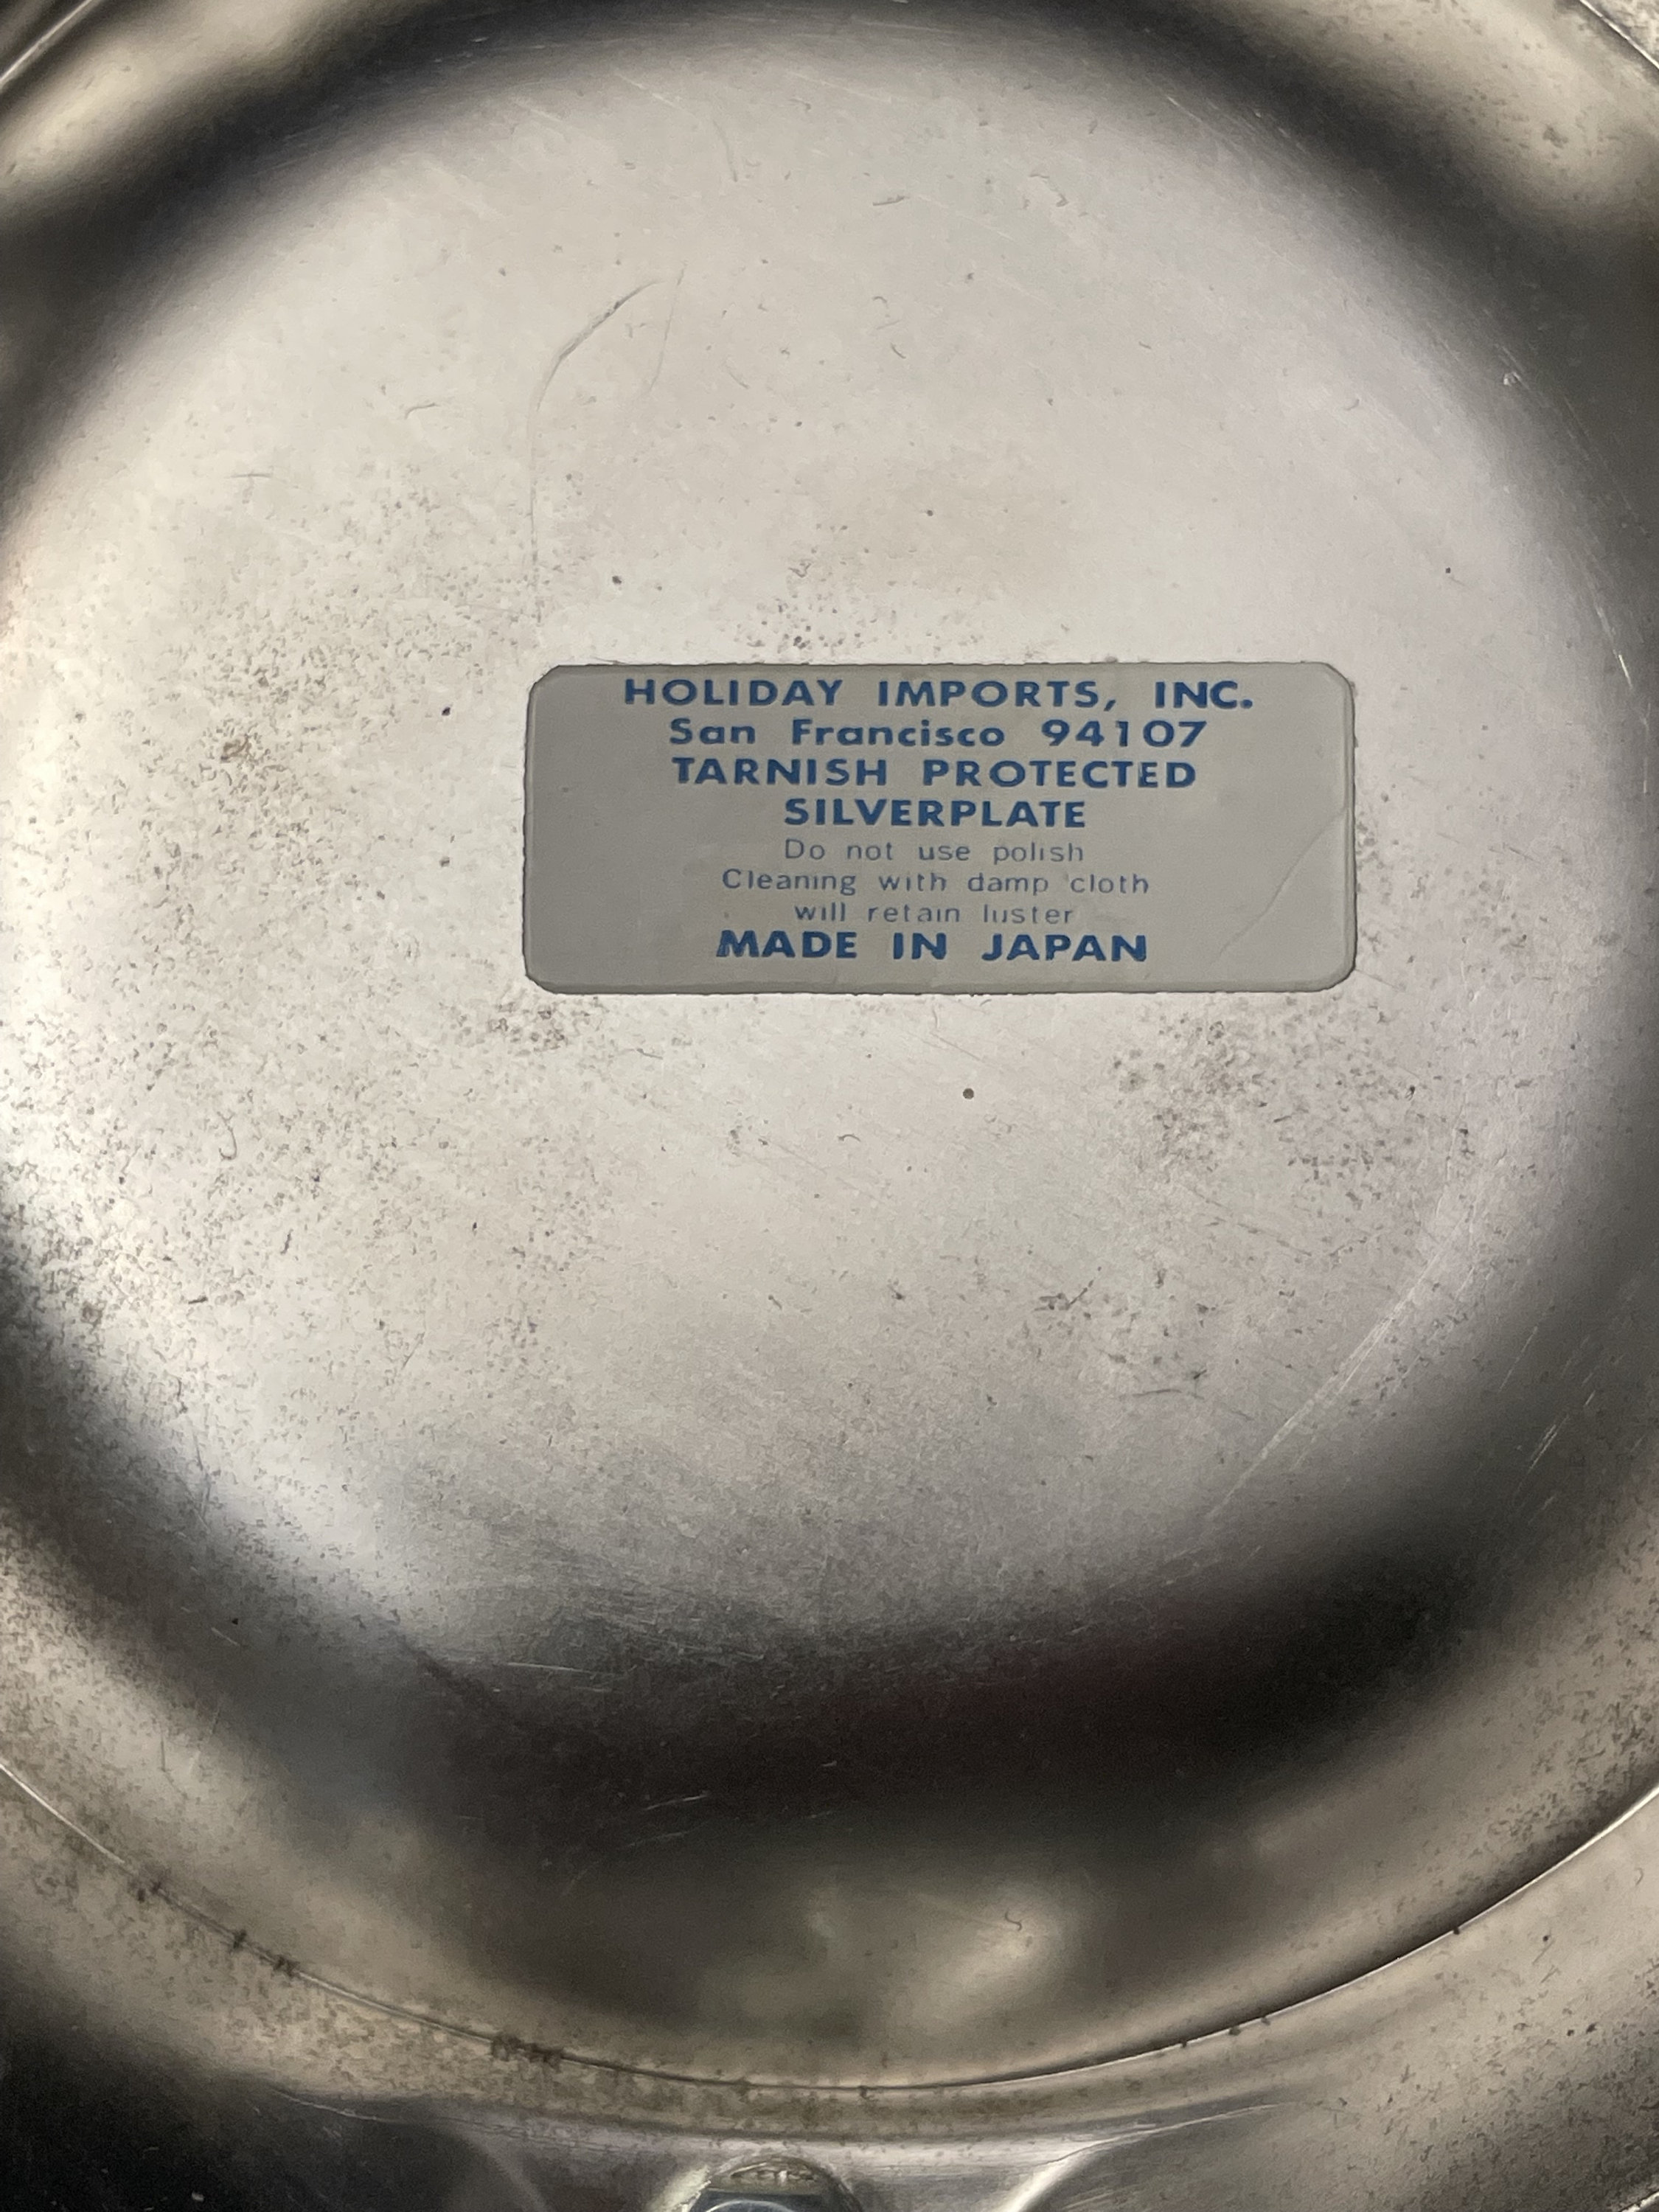 HOLIDAY IMPORTS, INC.
San Francisco 94107
TARNISH PROTECTED
SILVERPLATE
Do not use polish
Cleaning with damp cloth
will retain luster
MADE IN JAPAN